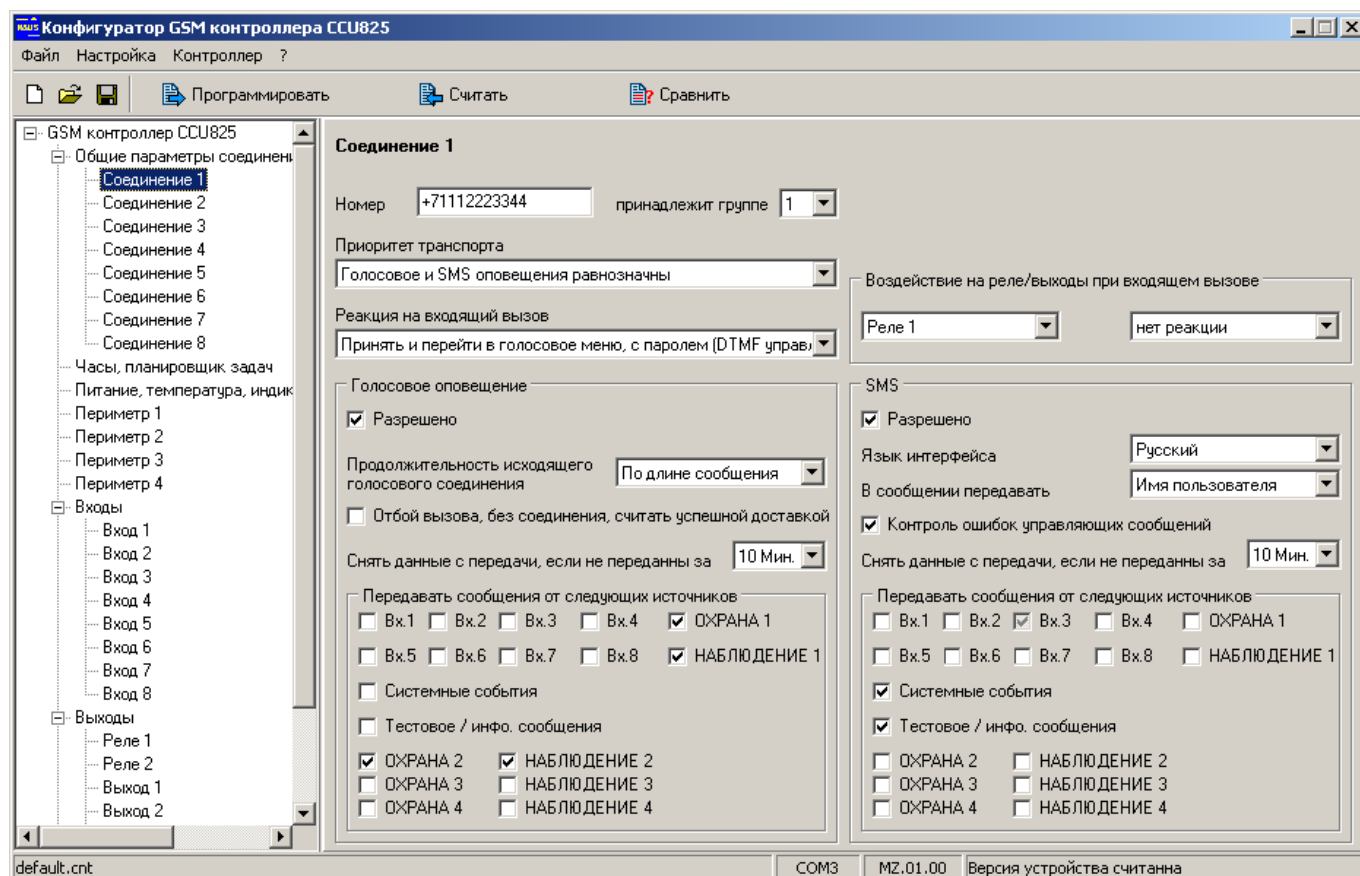 Конфигуратор GSM контроллера CCU825
Файл Настройка Контроллер ?
Программировать Считать Сравнить
GSM контроллер CCU825
Общие параметры соединени
Соединение 1
Соединение 2
Соединение 3
Соединение 4
Соединение 5
Соединение 6
Соединение 7
Соединение 8
Часы, планировщик задач
Питание, температура, индик
Периметр 1
Периметр 2
Периметр 3
Периметр 4
Входы
Вход 1
Вход 2
Вход 3
Вход 4
Вход 5
Вход 6
Вход 7
Вход 8
Выходы
Реле 1
Реле 2
Выход 1
Выход 2
Соединение 1
Номер +71112223344 принадлежит группе 1
Приоритет транспорта
Голосовое и SMS оповещения равнозначны
Реакция на входящий вызов
Принять и перейти в голосовое меню, с паролем (DTMF управл
Воздействие на реле/выходы при входящем вызове
Реле 1 нет реакции
Голосовое оповещение
Разрешено
Продолжительность исходящего
голосового соединения
По длине сообщения
Отбой вызова, без соединения, считать успешной доставкой
Снять данные с передачи, если не переданны за 10 Мин.
Передавать сообщения от следующих источников
Вх.1 Вх.2 Вх.3 Вх.4 ОХРАНА 1
Вх.5 Вх.6 Вх.7 Вх.8 НАБЛЮДЕНИЕ 1
Системные события
Тестовое / инфо. сообщения
ОХРАНА 2 НАБЛЮДЕНИЕ 2
ОХРАНА 3 НАБЛЮДЕНИЕ 3
ОХРАНА 4 НАБЛЮДЕНИЕ 4
SMS
Разрешено
Язык интерфейса Русский
В сообщении передавать Имя пользователя
Контроль ошибок управляющих сообщений
Снять данные с передачи, если не переданны за 10 Мин.
Передавать сообщения от следующих источников
Вх.1 Вх.2 Вх.3 Вх.4 ОХРАНА 1
Вх.5 Вх.6 Вх.7 Вх.8 НАБЛЮДЕНИЕ 1
Системные события
Тестовое / инфо. сообщения
ОХРАНА 2 НАБЛЮДЕНИЕ 2
ОХРАНА 3 НАБЛЮДЕНИЕ 3
ОХРАНА 4 НАБЛЮДЕНИЕ 4
default.cnt COM3 MZ.01.00 Версия устройства считанна